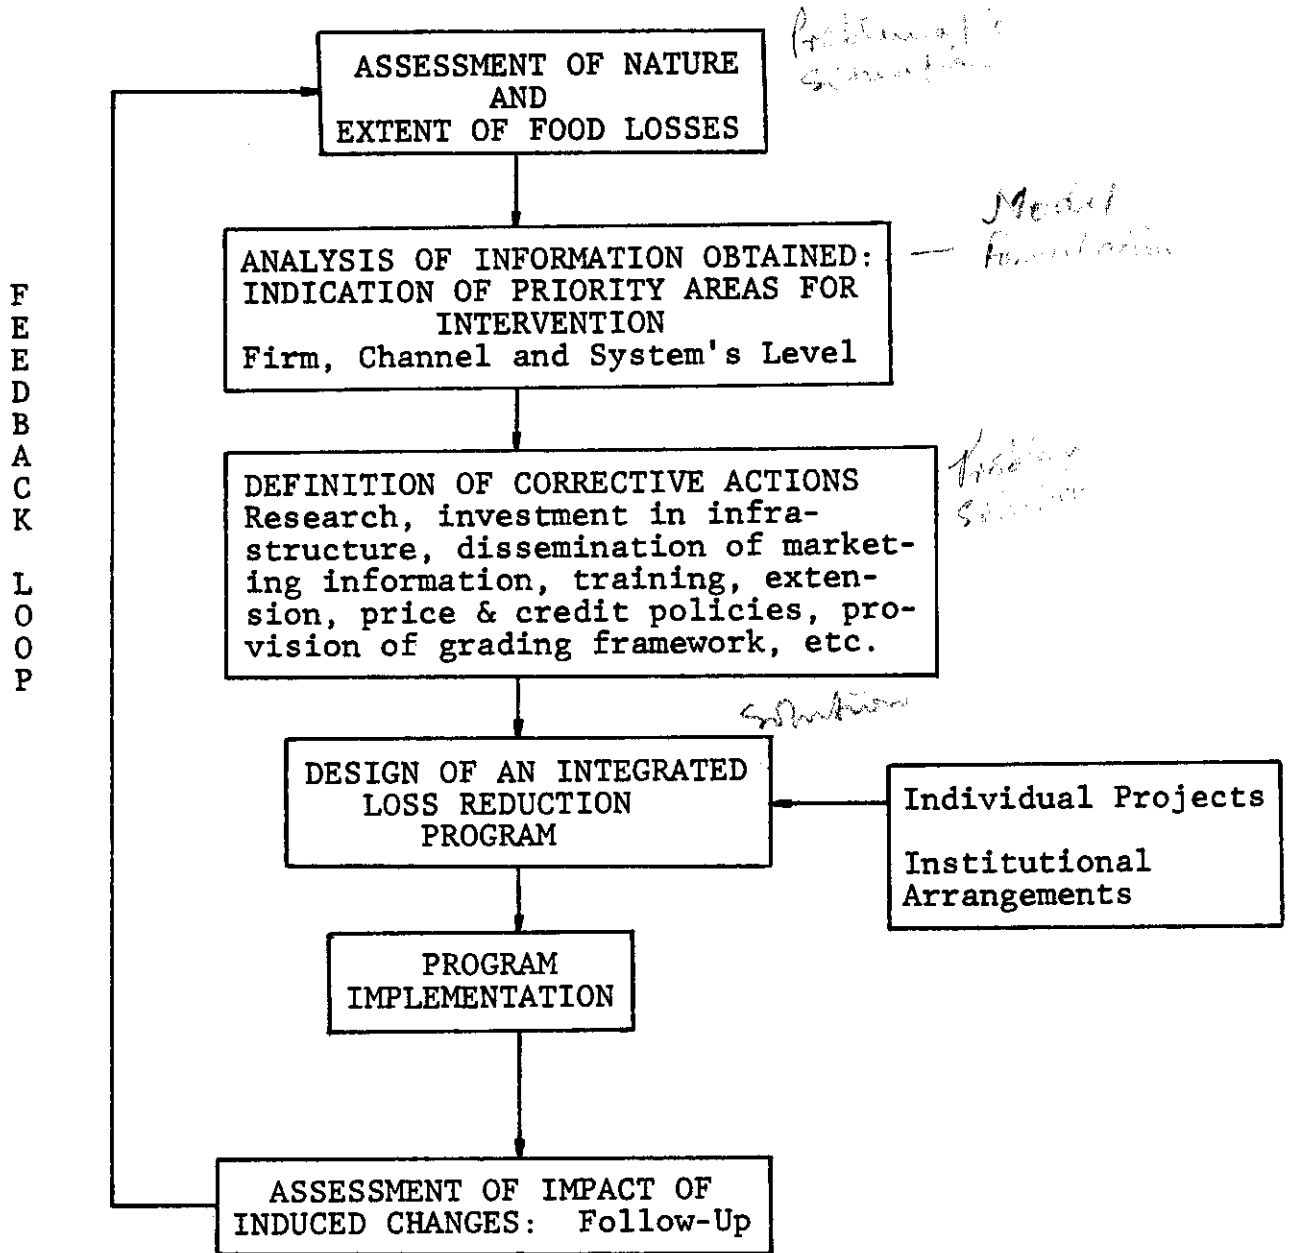 ASSESSMENT OF NATURE
AND
EXTENT OF FOOD LOSSES
ANALYSIS OF INFORMATION OBTAINED:
INDICATION OF PRIORITY AREAS FOR
INTERVENTION
Firm, Channel and System's Level
Model
FEEDBACK LOOP
DEFINITION OF CORRECTIVE ACTIONS
Research, investment in infra-
structure, dissemination of market-
ing information, training, exten-
sion, price & credit policies, pro-
vision of grading framework, etc.
solution
DESIGN OF AN INTEGRATED
LOSS REDUCTION
PROGRAM
Individual Projects
Institutional
Arrangements
PROGRAM
IMPLEMENTATION
ASSESSMENT OF IMPACT OF
INDUCED CHANGES: Follow-Up